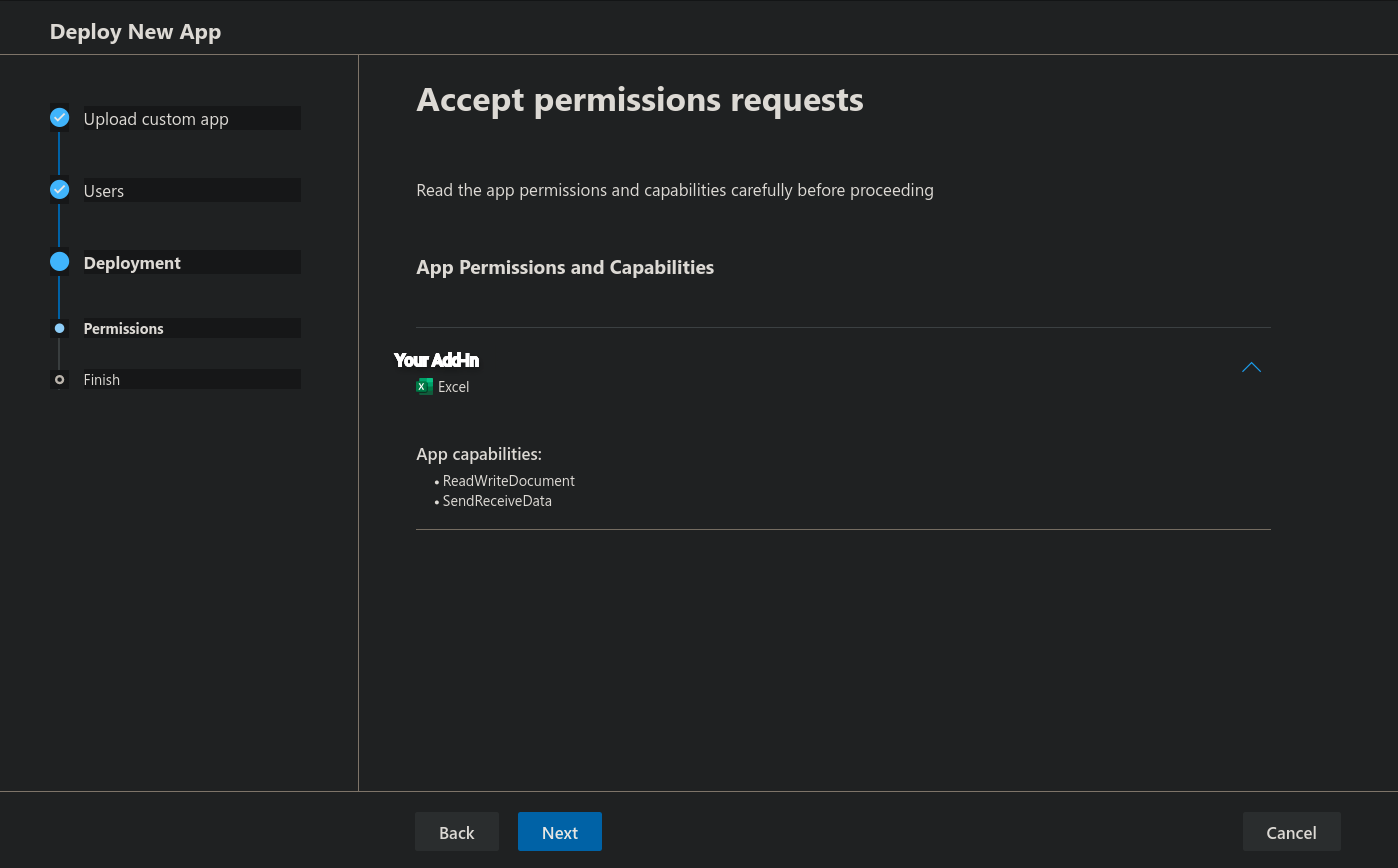 Deploy New App
Upload custom app
Users
Deployment
Permissions
Finish
Accept permissions requests
Read the app permissions and capabilities carefully before proceeding
App Permissions and Capabilities
Your Add-In
Excel
App capabilities:
• ReadWriteDocument
• SendReceiveData
Back
Next
Cancel